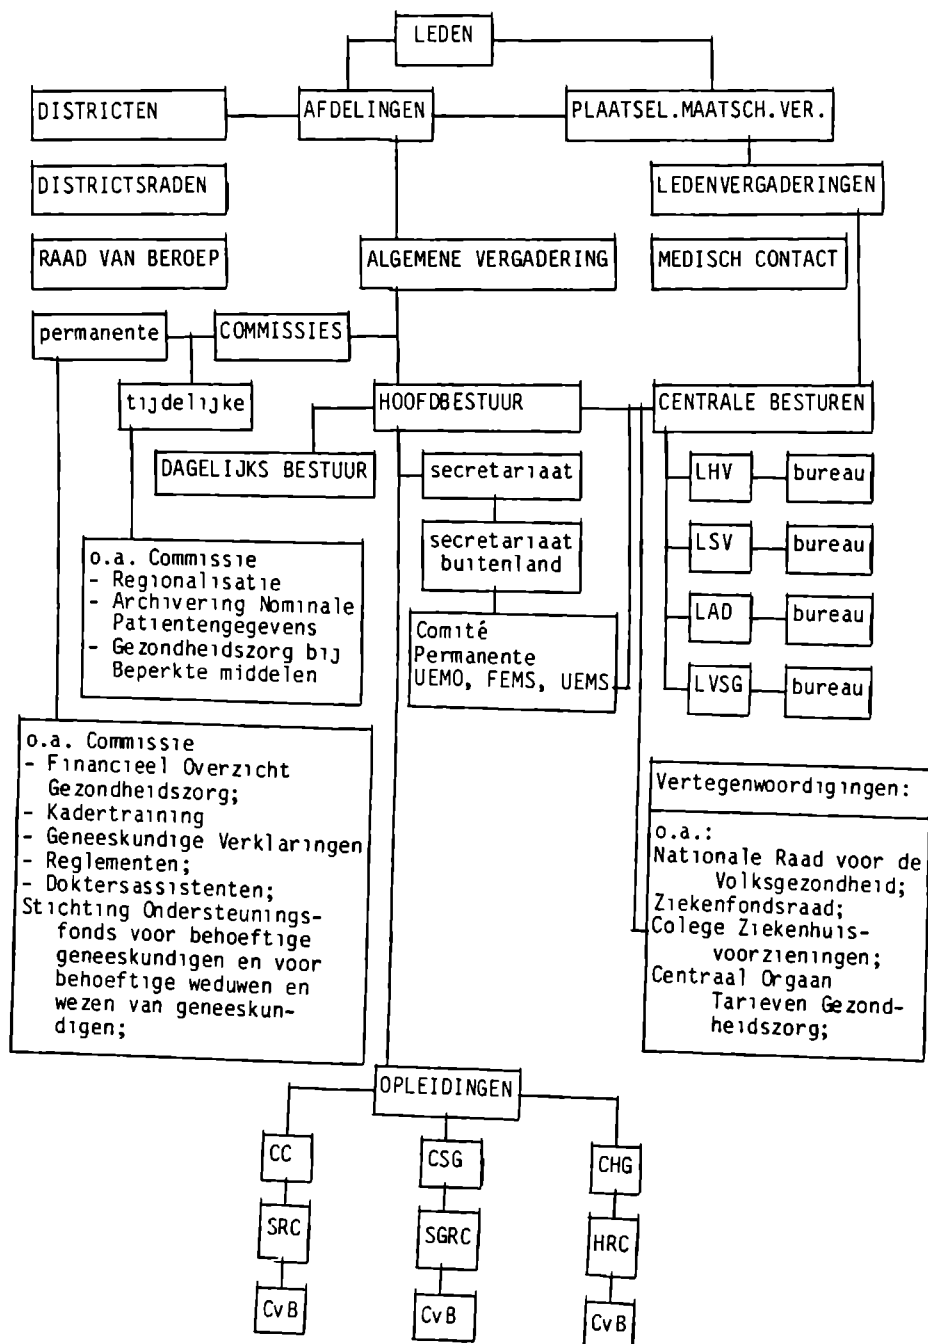 LEDEN
DISTRICTEN
AFDELINGEN
PLAATSEL.MAATSCH.VER.
DISTRICTSRADEN
LEDENVERGADERINGEN
RAAD VAN BEROEP
ALGEMENE VERGADERING
MEDISCH CONTACT
permanente
COMMISSIES
tijdelijke
HOOFDBESTUUR
CENTRALE BESTUREN
DAGELIJKS BESTUUR
secretariaat
LHV
bureau
secretariaat
buitenland
LSV
bureau
o.a. Commissie
- Regionalisatie
- Archivering Nominale
Patientengegevens
- Gezondheidszorg bij
Beperkte middelen
Comité
Permanente
UEMO, FEMS, UEMS
LAD
bureau
LVSG
bureau
o.a. Commissie
- Financieel Overzicht
Gezondheidszorg;
- Kadertraining
- Geneeskundige Verklaringen
- Reglementen;
- Doktersassistenten;
Stichting Ondersteunings-
fonds voor behoeftige
geneeskundigen en voor
behoeftige weduwen en
wezen van geneeskun-
digen;
Vertegenwoordigingen:
o.a.:
Nationale Raad voor de
Volksgezondheid;
Ziekenfondsraad;
Colege Ziekenhuis-
voorzieningen;
Centraal Orgaan
Tarieven Gezond-
heidszorg;
OPLEIDINGEN
CC
CSG
CHG
SRC
SGRC
HRC
CvB
CvB
CvB